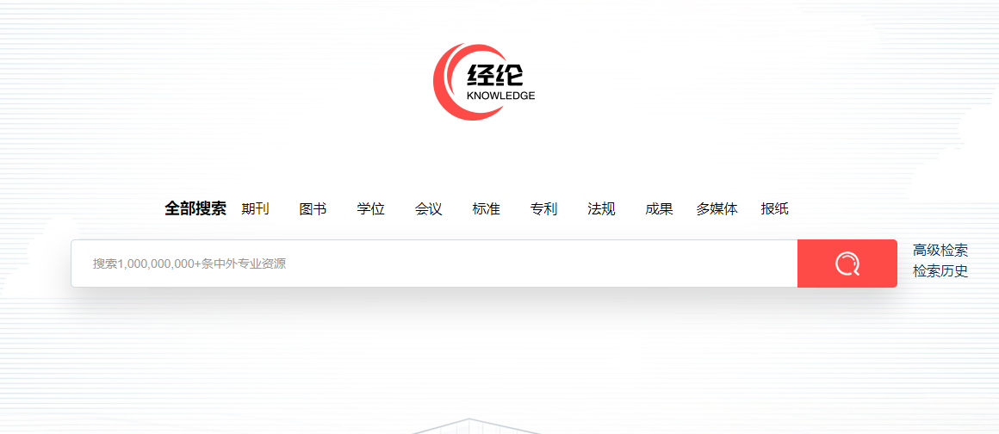 经纶
KNOWLEDGE
全部搜索 期刊 图书 学位 会议 标准 专利 法规 成果 多媒体 报纸
搜索1,000,000,000+条中外专业资源
高级检索
检索历史